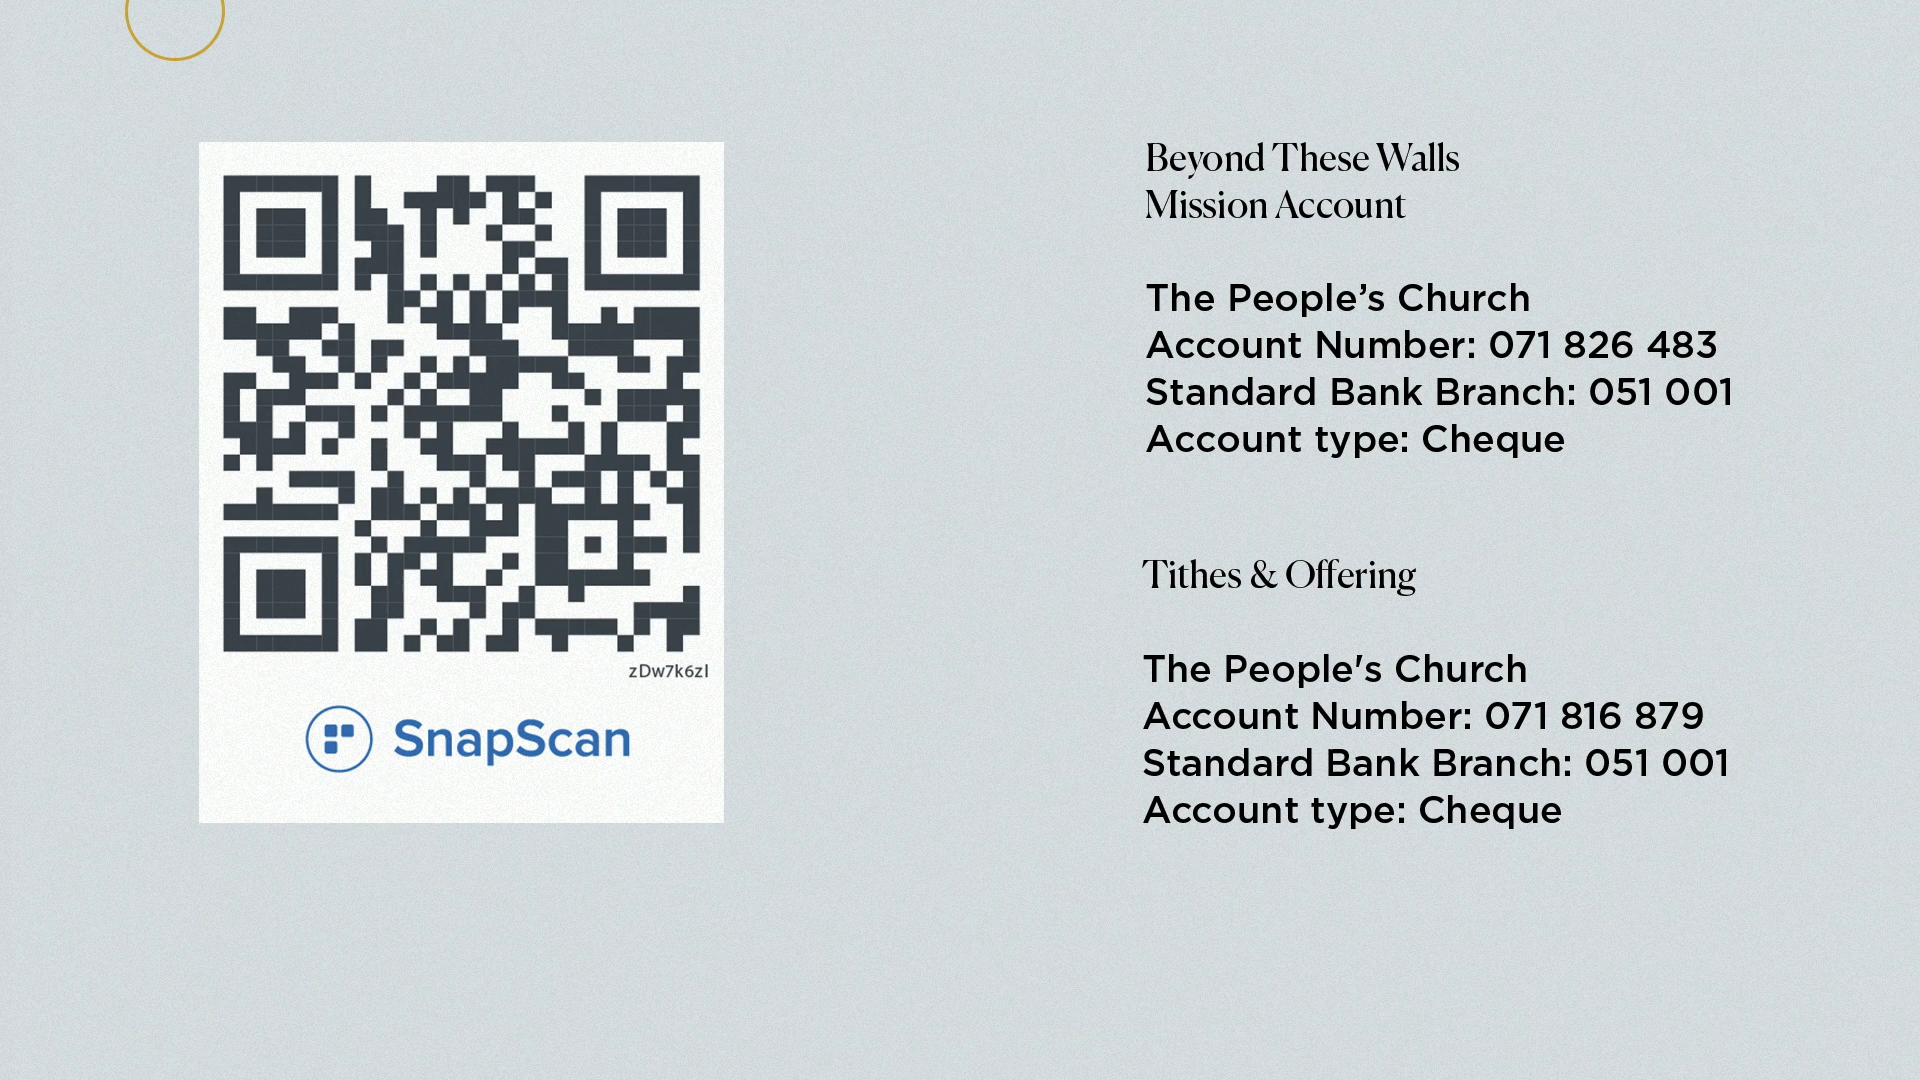 zDw7k6zI
SnapScan
Beyond These Walls
Mission Account
The People’s Church
Account Number: 071 826 483
Standard Bank Branch: 051 001
Account type: Cheque
Tithes & Offering
The People's Church
Account Number: 071 816 879
Standard Bank Branch: 051 001
Account type: Cheque